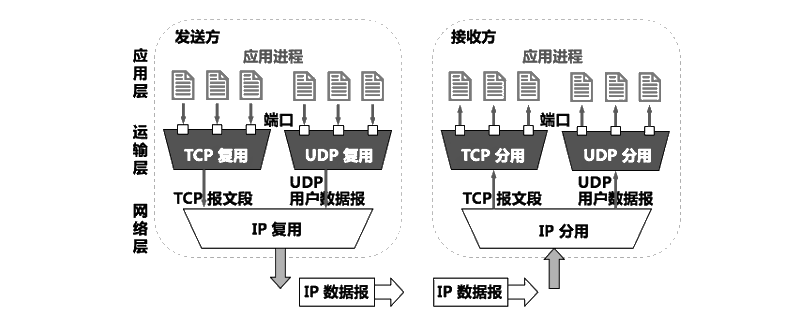 发送方
应用进程
应用层
端口
运输层
TCP 复用
UDP 复用
TCP 报文段
UDP
用户数据报
网络层
IP 复用
IP 数据报
接收方
应用进程
端口
TCP 分用
UDP 分用
TCP 报文段
UDP
用户数据报
IP 分用
IP 数据报